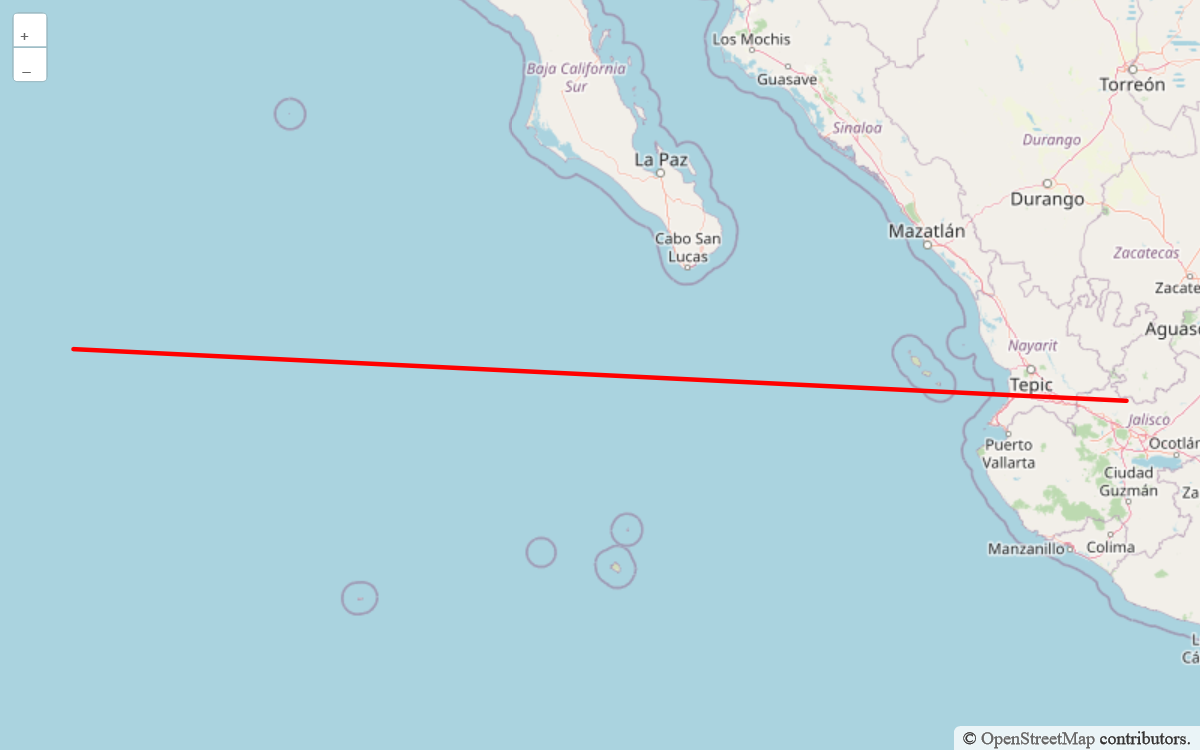 +
–
Los Mochis
Guasave
Torreón
Baja California
Sur
Sinaloa
Durango
La Paz
Durango
Mazatlán
Cabo San
Lucas
Zacatecas
Zacate
Aguasc
Nayarit
Tepic
Jalisco
Puerto
Vallarta
Ocotlán
Ciudad
Guzmán
Za
Manzanillo
Colima
L
Cá
© OpenStreetMap contributors.